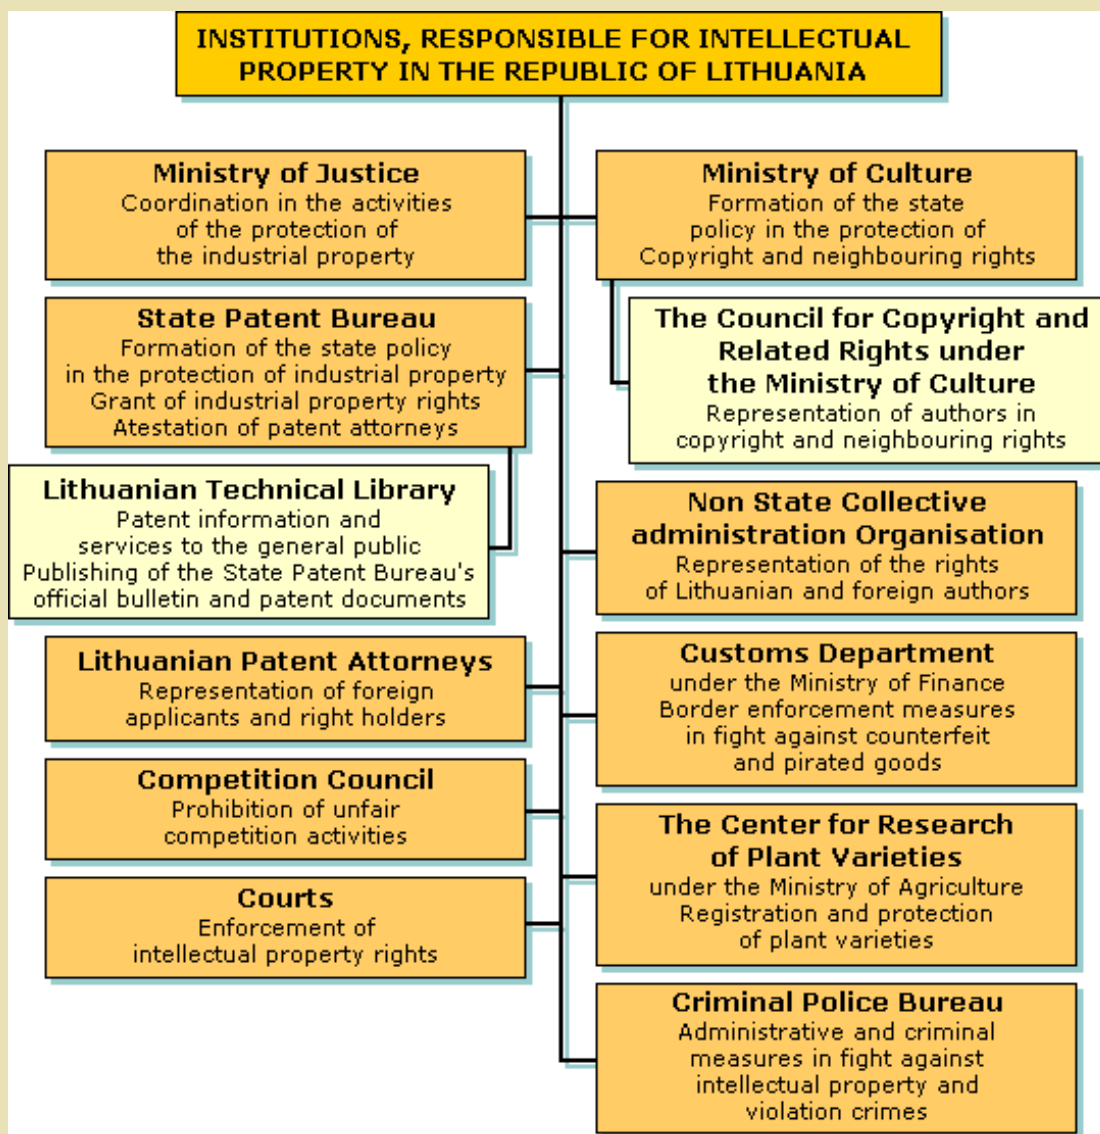 INSTITUTIONS, RESPONSIBLE FOR INTELLECTUAL
PROPERTY IN THE REPUBLIC OF LITHUANIA
Ministry of Justice
Coordination in the activities
of the protection of
the industrial property
State Patent Bureau
Formation of the state policy
in the protection of industrial property
Grant of industrial property rights
Atestation of patent attorneys
Lithuanian Technical Library
Patent information and
services to the general public
Publishing of the State Patent Bureau's
official bulletin and patent documents
Lithuanian Patent Attorneys
Representation of foreign
applicants and right holders
Competition Council
Prohibition of unfair
competition activities
Courts
Enforcement of
intellectual property rights
Ministry of Culture
Formation of the state
policy in the protection of
Copyright and neighbouring rights
The Council for Copyright and
Related Rights under
the Ministry of Culture
Representation of authors in
copyright and neighbouring rights
Non State Collective
administration Organisation
Representation of the rights
of Lithuanian and foreign authors
Customs Department
under the Ministry of Finance
Border enforcement measures
in fight against counterfeit
and pirated goods
The Center for Research
of Plant Varieties
under the Ministry of Agriculture
Registration and protection
of plant varieties
Criminal Police Bureau
Administrative and criminal
measures in fight against
intellectual property and
violation crimes